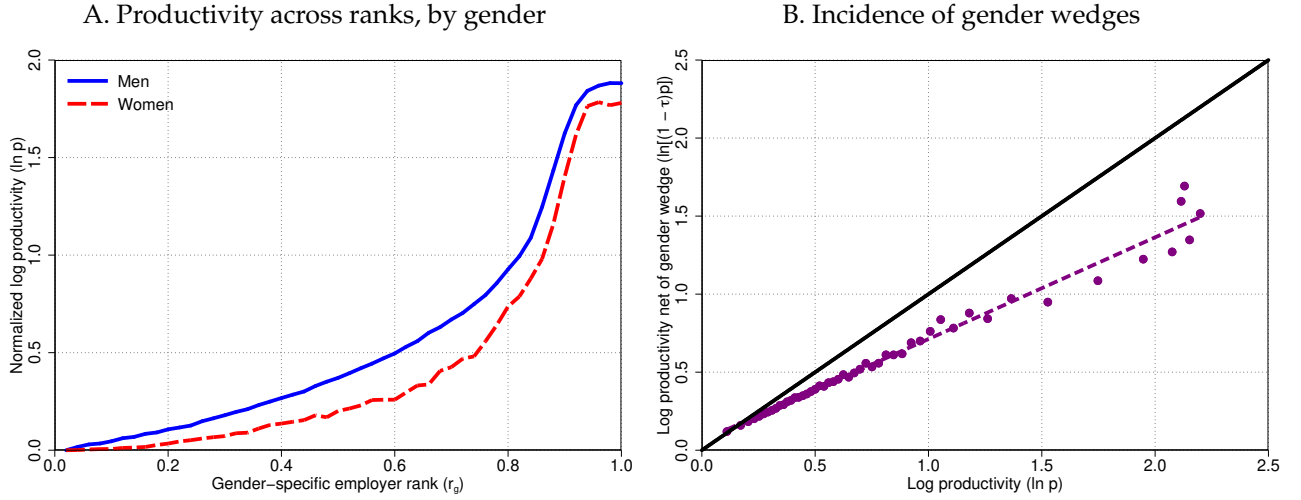 A. Productivity across ranks, by gender
Normalized log productivity (ln p)
2.0
1.5
1.0
0.5
0.0
Men
Women
0.0 0.2 0.4 0.6 0.8 1.0
Gender−specific employer rank (r_g)
B. Incidence of gender wedges
Log productivity net of gender wedge (ln[(1 − τ)p])
2.5
2.0
1.5
1.0
0.5
0.0
0.0 0.5 1.0 1.5 2.0 2.5
Log productivity (ln p)